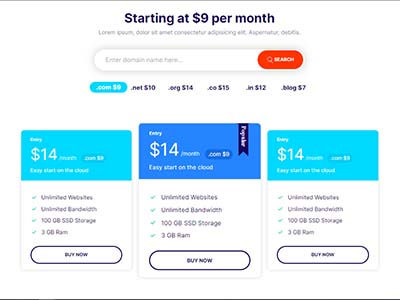 Starting at $9 per month
Lorem ipsum, dolor sit amet consectetur adipisicing elit. Aspernatur, debitis.
Enter domain name here... SEARCH
.com $9 .net $10 .org $14 .co $15 .in $12 .blog $7
Entry
$14 /month .com $9
Easy start on the cloud
Unlimited Websites
Unlimited Bandwidth
100 GB SSD Storage
3 GB Ram
BUY NOW
Popular
Entry
$14 /month .com $9
Easy start on the cloud
Unlimited Websites
Unlimited Bandwidth
100 GB SSD Storage
3 GB Ram
BUY NOW
Entry
$14 /month .com $9
Easy start on the cloud
Unlimited Websites
Unlimited Bandwidth
100 GB SSD Storage
3 GB Ram
BUY NOW